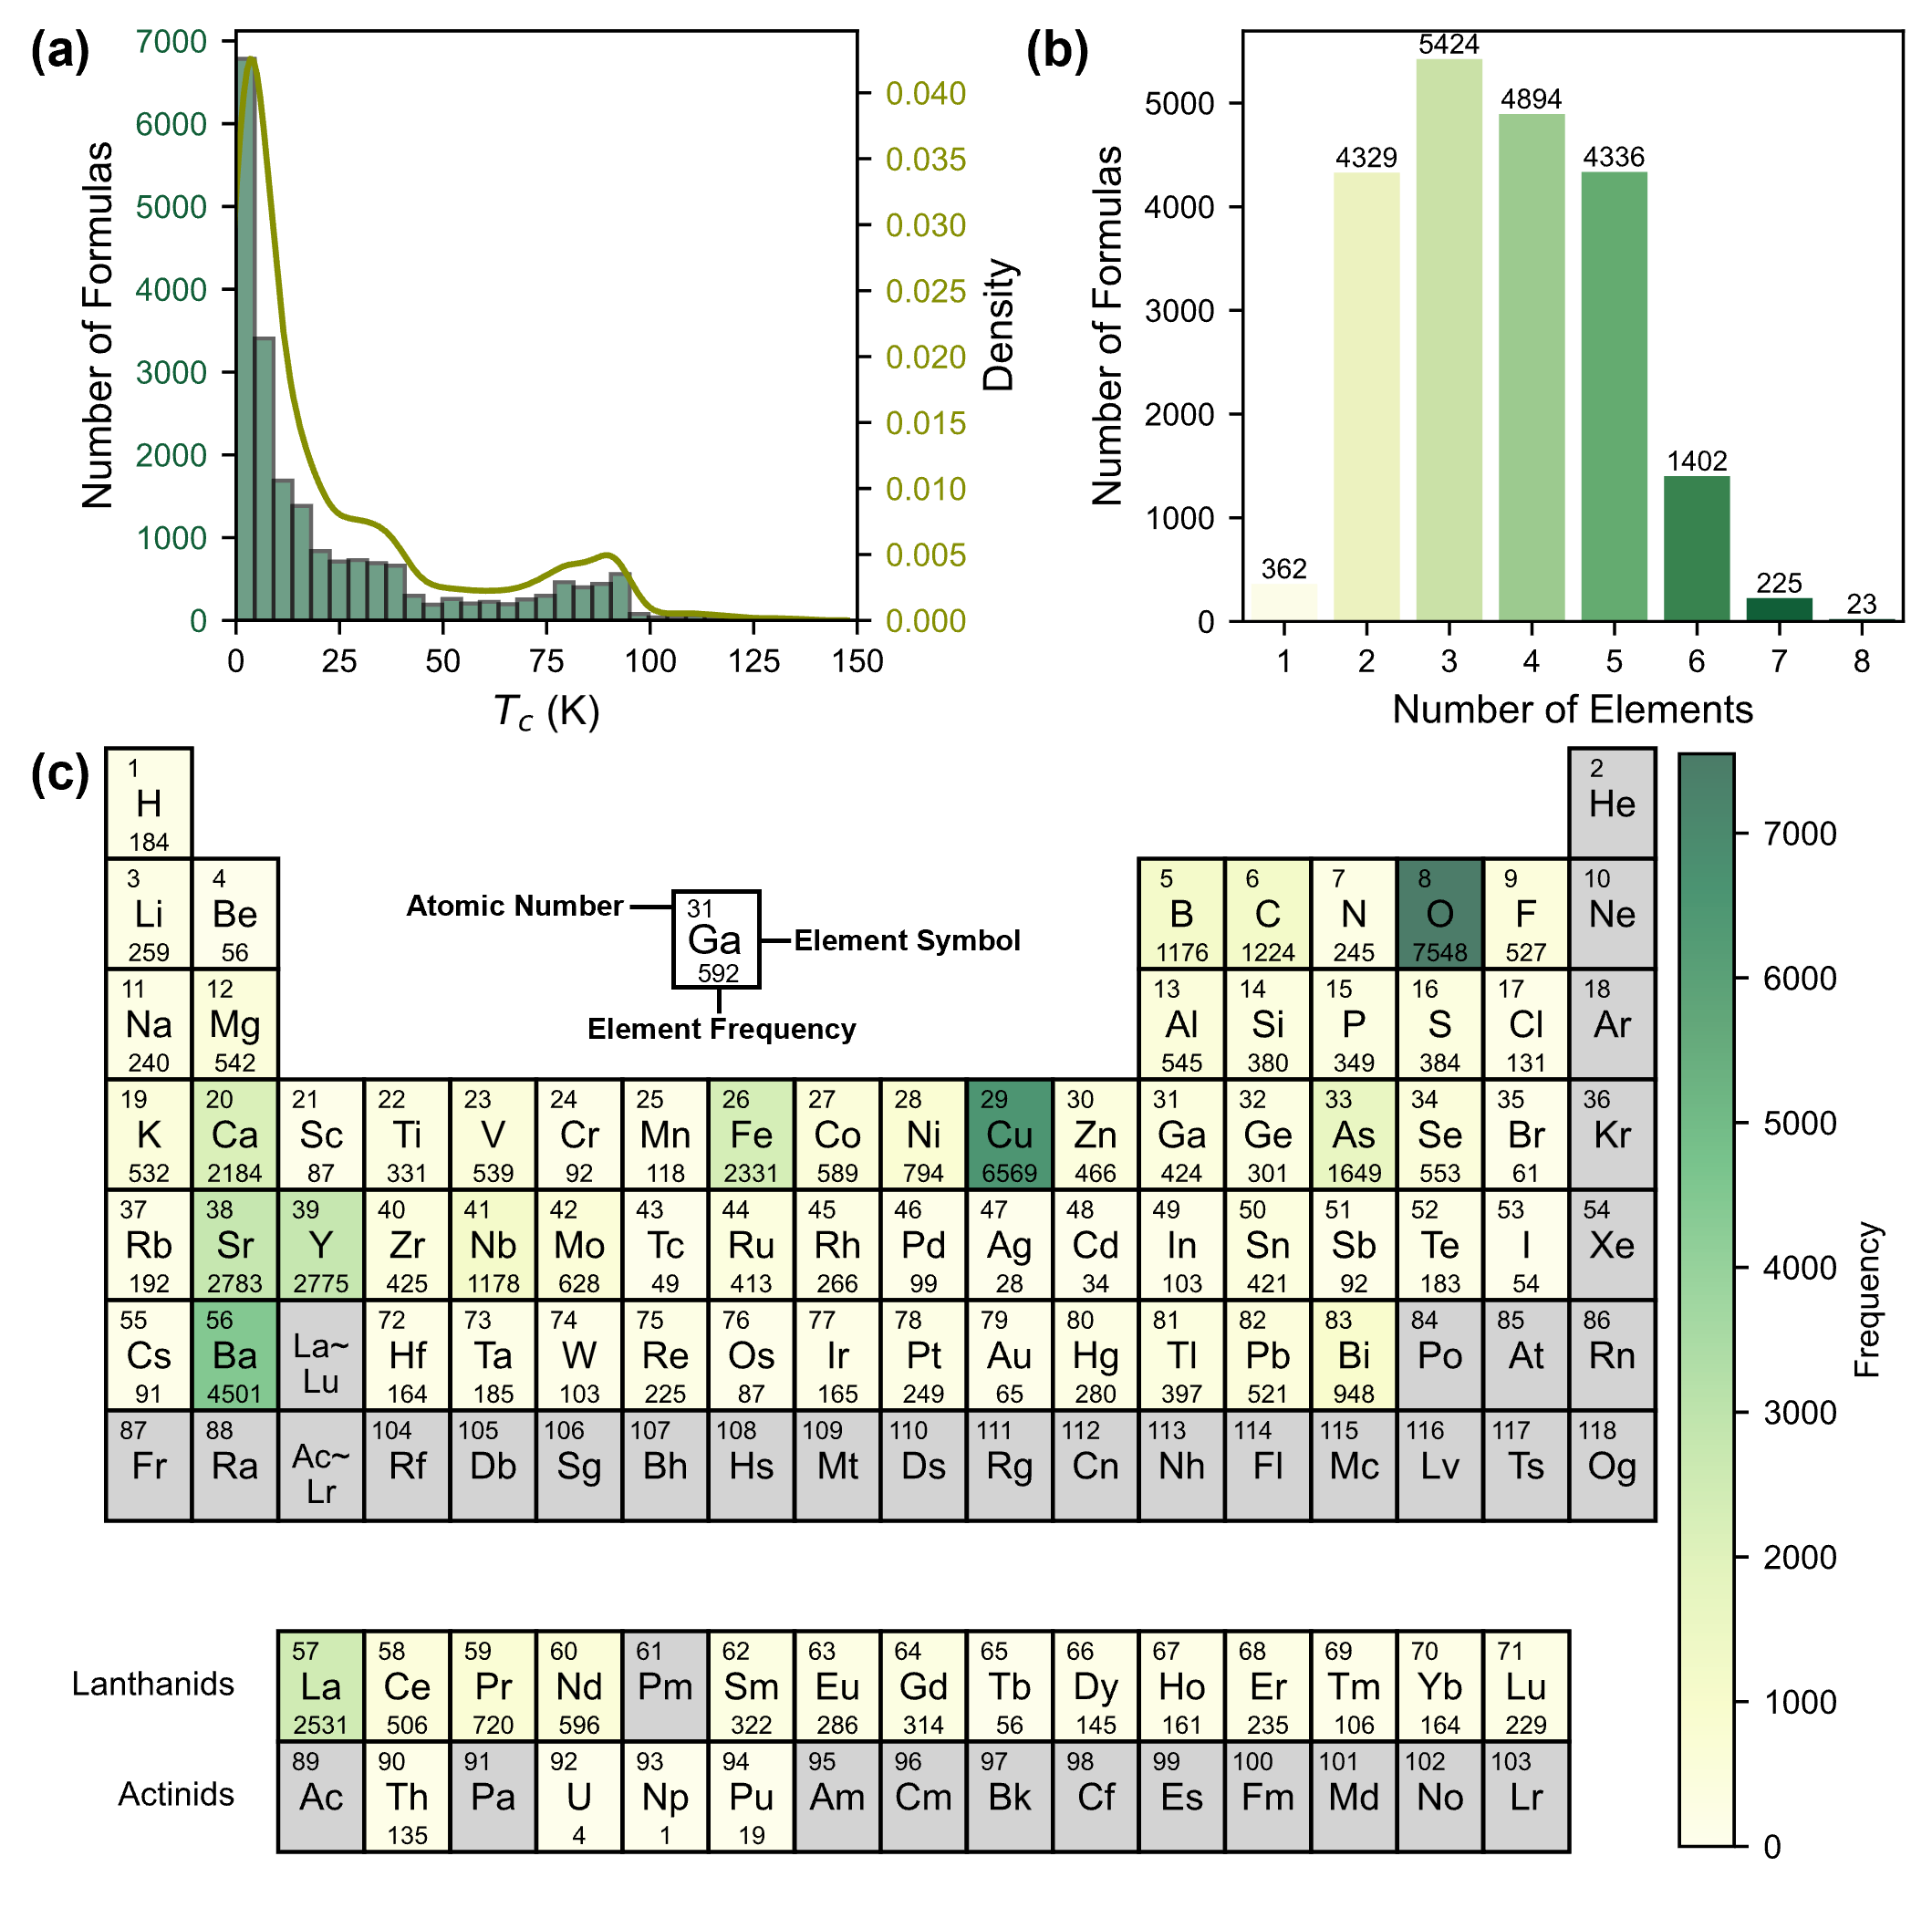 (a)
7000
6000
5000
4000
3000
2000
1000
0
Number of Formulas
0.040
0.035
0.030
0.025
0.020
0.015
0.010
0.005
0.000
Density
0 25 50 75 100 125 150
T_c (K)
(b)
5000
4000
3000
2000
1000
0
Number of Formulas
362 4329 5424 4894 4336 1402 225 23
1 2 3 4 5 6 7 8
Number of Elements
(c)
1 2
H He
184
3 4 5 6 7 8 9 10
Li Be B C N O F Ne
259 56 1176 1224 245 7548 527
Atomic Number
31
Ga
592
Element Symbol
Element Frequency
11 12 13 14 15 16 17 18
Na Mg Al Si P S Cl Ar
240 542 545 380 349 384 131
19 20 21 22 23 24 25 26 27 28 29 30 31 32 33 34 35 36
K Ca Sc Ti V Cr Mn Fe Co Ni Cu Zn Ga Ge As Se Br Kr
532 2184 87 331 539 92 118 2331 589 794 6569 466 424 301 1649 553 61
37 38 39 40 41 42 43 44 45 46 47 48 49 50 51 52 53 54
Rb Sr Y Zr Nb Mo Tc Ru Rh Pd Ag Cd In Sn Sb Te I Xe
192 2783 2775 425 1178 628 49 413 266 99 28 34 103 421 92 183 54
55 56 72 73 74 75 76 77 78 79 80 81 82 83 84 85 86
Cs Ba La~ Lu Hf Ta W Re Os Ir Pt Au Hg Tl Pb Bi Po At Rn
91 4501 164 185 103 225 87 165 249 65 280 397 521 948
87 88 104 105 106 107 108 109 110 111 112 113 114 115 116 117 118
Fr Ra Ac~ Lr Rf Db Sg Bh Hs Mt Ds Rg Cn Nh Fl Mc Lv Ts Og
Lanthanids
57 58 59 60 61 62 63 64 65 66 67 68 69 70 71
La Ce Pr Nd Pm Sm Eu Gd Tb Dy Ho Er Tm Yb Lu
2531 506 720 596 322 286 314 56 145 161 235 106 164 229
Actinids
89 90 91 92 93 94 95 96 97 98 99 100 101 102 103
Ac Th Pa U Np Pu Am Cm Bk Cf Es Fm Md No Lr
135 4 1 19
7000
6000
5000
4000
3000
2000
1000
0
Frequency